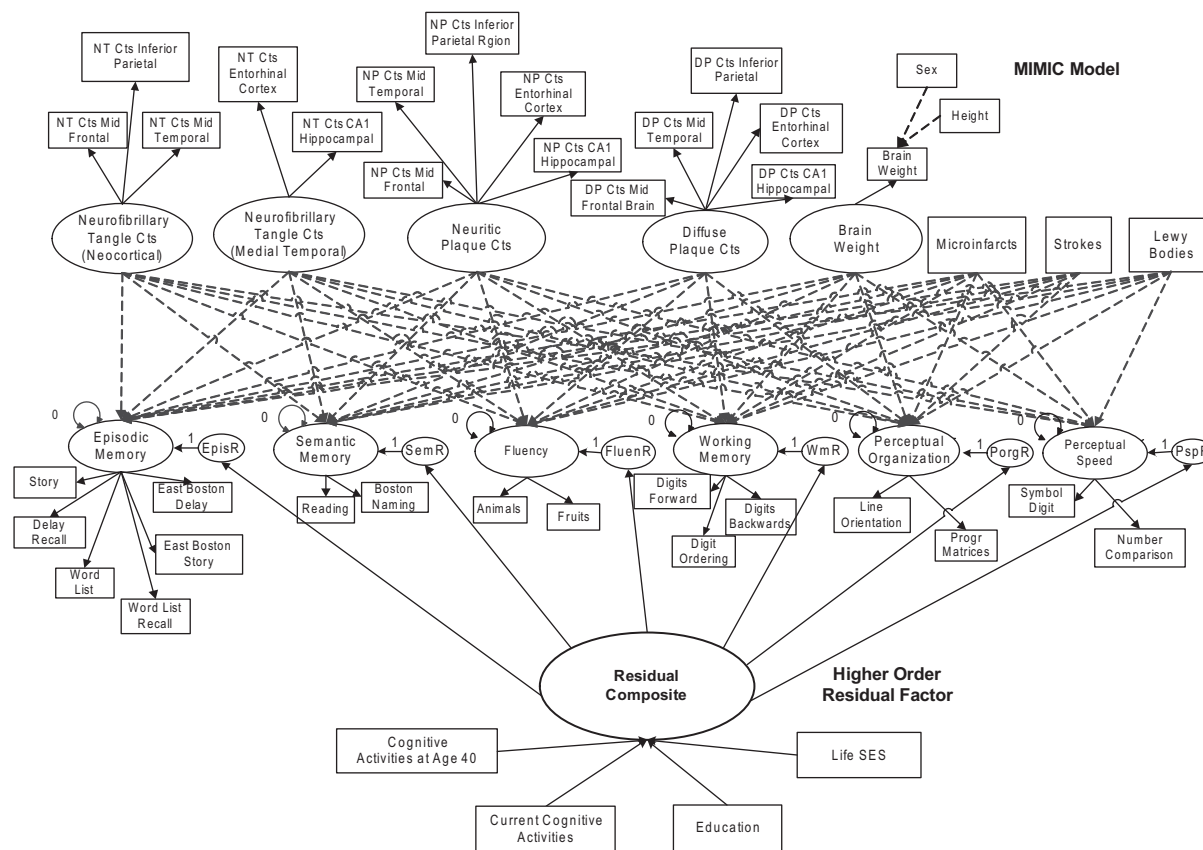 NP Cts Inferior
Parietal Rgion
NT Cts Inferior
Parietal
NT Cts
Entorhinal
Cortex
NP Cts Mid
Temporal
NP Cts
Entorhinal
Cortex
DP Cts Inferior
Parietal
Sex
MIMIC Model
Height
NT Cts Mid
Frontal
NT Cts Mid
Temporal
NT Cts CA1
Hippocampal
DP Cts Mid
Temporal
DP Cts
Entorhinal
Cortex
NP Cts CA1
Hippocampal
Brain
Weight
NP Cts Mid
Frontal
DP Cts Mid
Frontal Brain
DP Cts CA1
Hippocampal
Neurofibrillary
Tangle Cts
(Neocortical)
Neurofibrillary
Tangle Cts
(Medial Temporal)
Neuritic
Plaque Cts
Diffuse
Plaque Cts
Brain
Weight
Microinfarcts
Strokes
Lewy
Bodies
0
0
0
0
0
0
Episodic
Memory
1
EpisR
Semantic
Memory
1
SemR
Fluency
1
FluenR
Working
Memory
1
WmR
Perceptual
Organization
1
PorgR
Perceptual
Speed
1
PspR
Story
East Boston
Delay
Delay
Recall
East Boston
Story
Word
List
Word List
Recall
Reading
Boston
Naming
Animals
Fruits
Digits
Forward
Digits
Backwards
Digit
Ordering
Line
Orientation
Progr
Matrices
Symbol
Digit
Number
Comparison
Residual
Composite
Higher Order
Residual Factor
Cognitive
Activities at Age 40
Life SES
Current Cognitive
Activities
Education